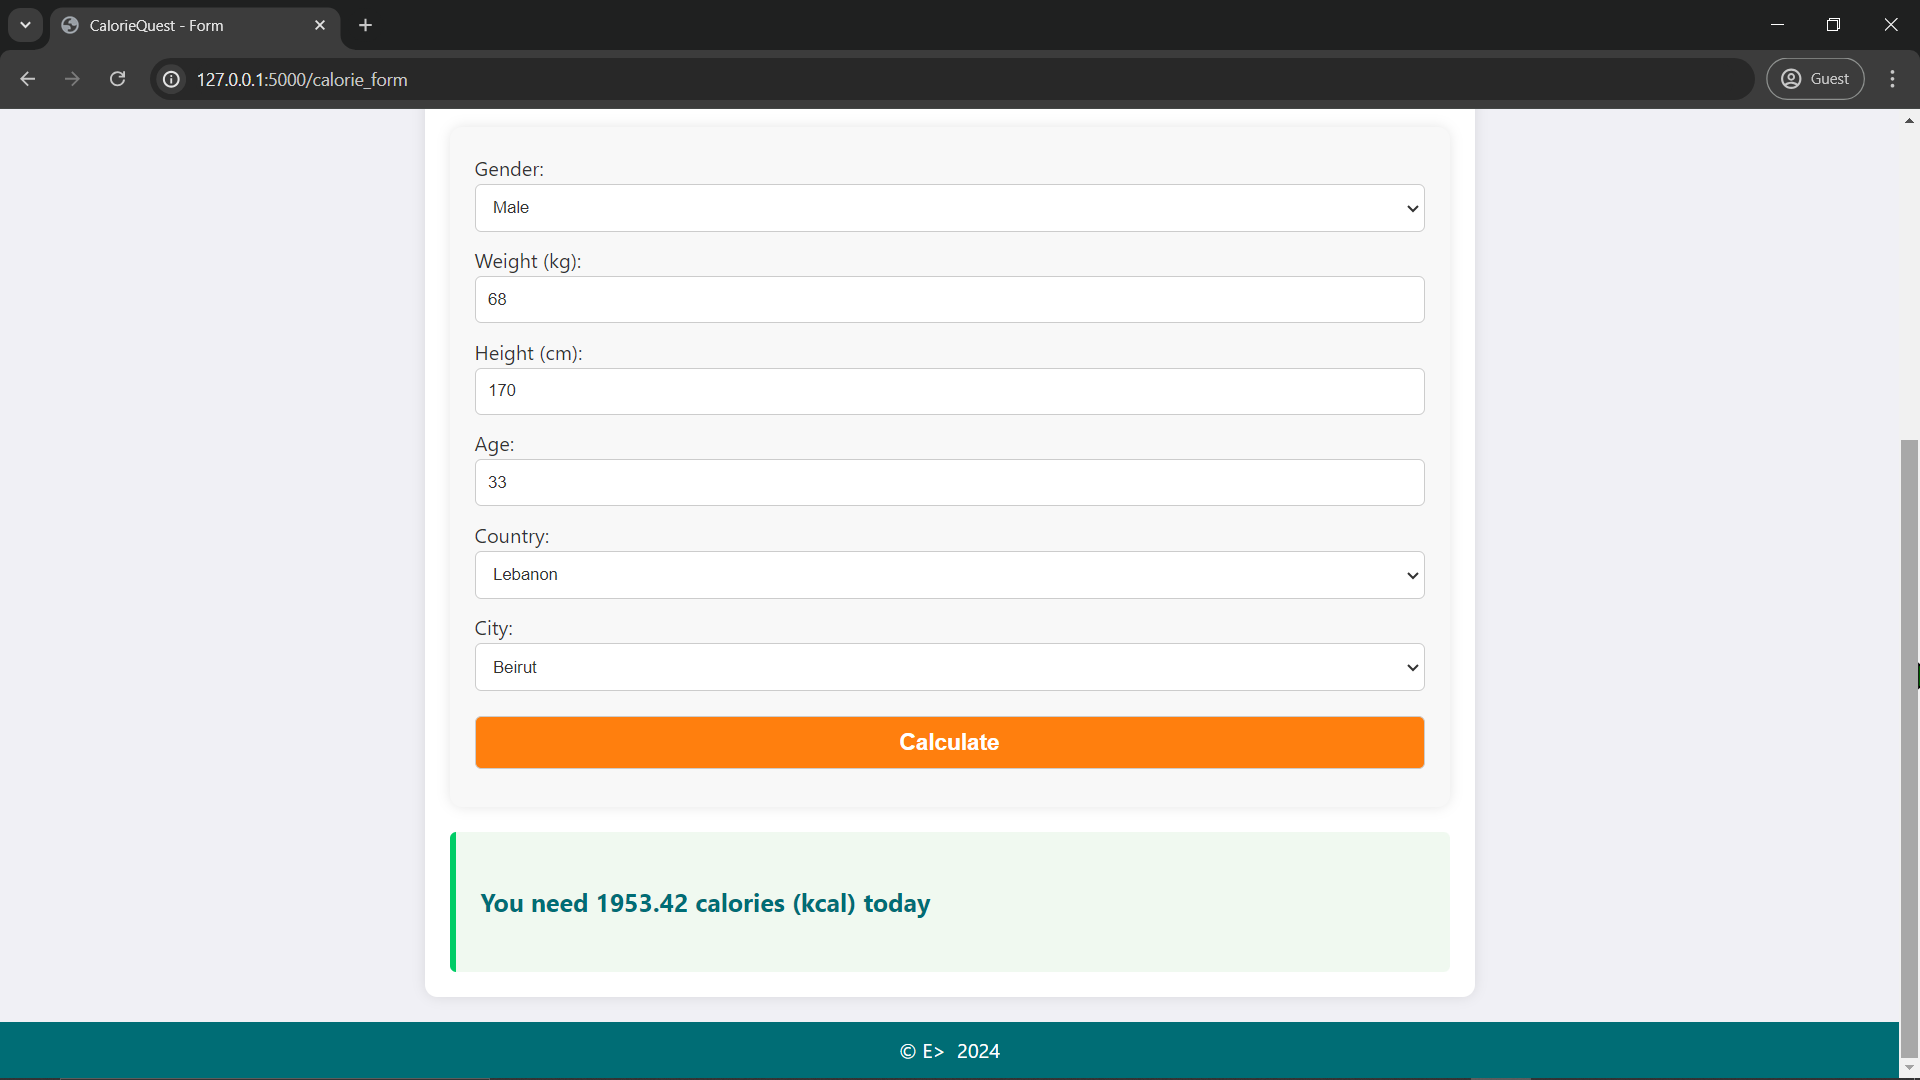 CalorieQuest - Form
127.0.0.1:5000/calorie_form
Guest
Gender:
Male
Weight (kg):
68
Height (cm):
170
Age:
33
Country:
Lebanon
City:
Beirut
Calculate
You need 1953.42 calories (kcal) today
© E> 2024